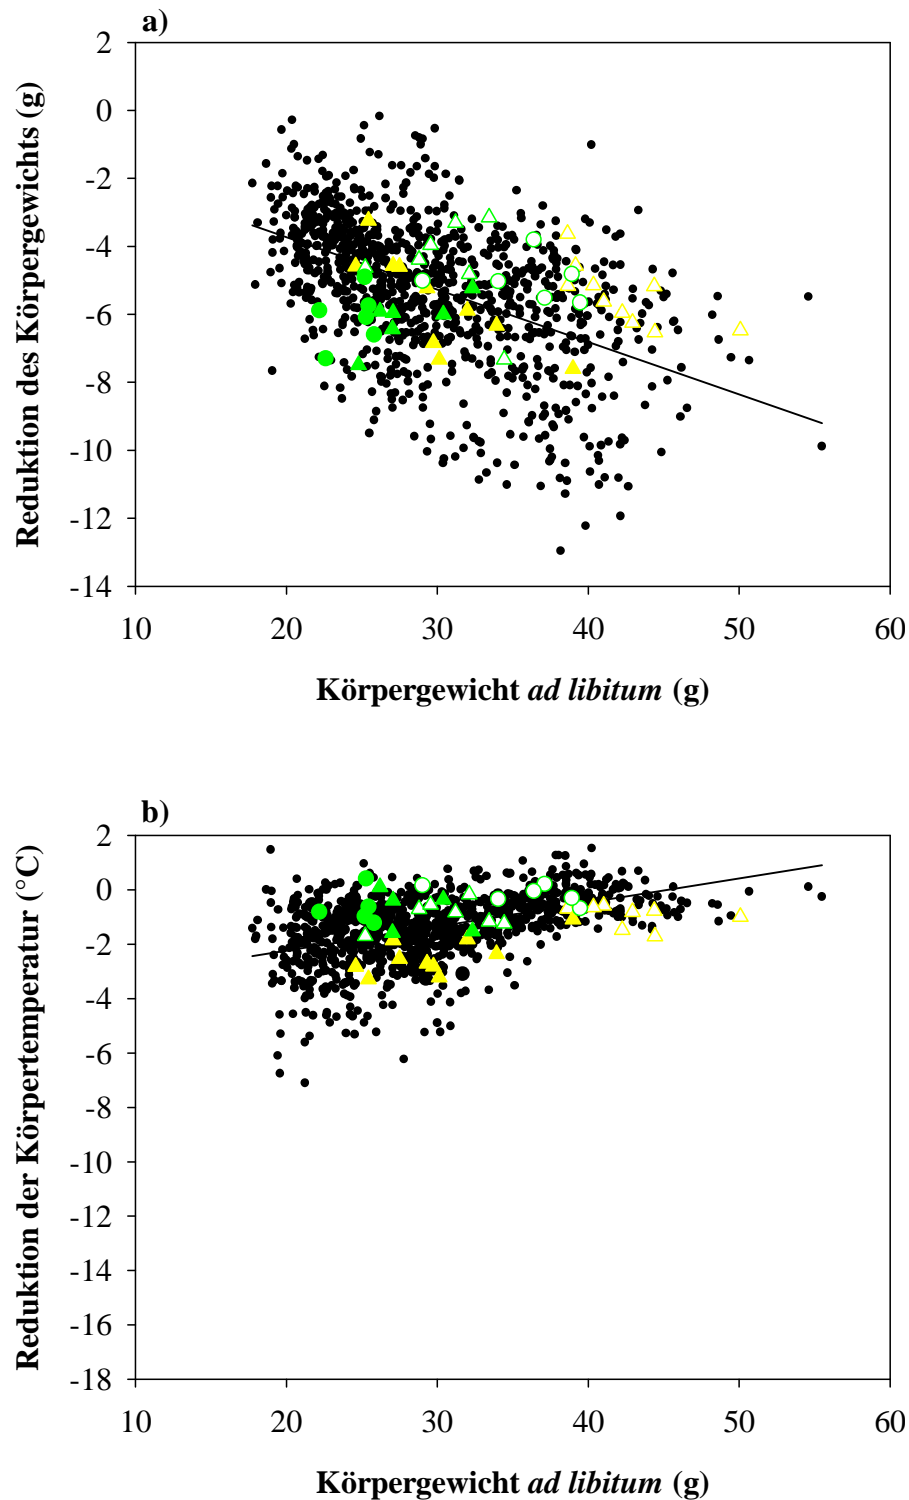 a)
2
0
-2
-4
-6
-8
-10
-12
-14
Reduktion des Körpergewichts (g)
10 20 30 40 50 60
Körpergewicht ad libitum (g)
b)
2
0
-2
-4
-6
-8
-10
-12
-14
-16
-18
Reduktion der Körpertemperatur (°C)
10 20 30 40 50 60
Körpergewicht ad libitum (g)